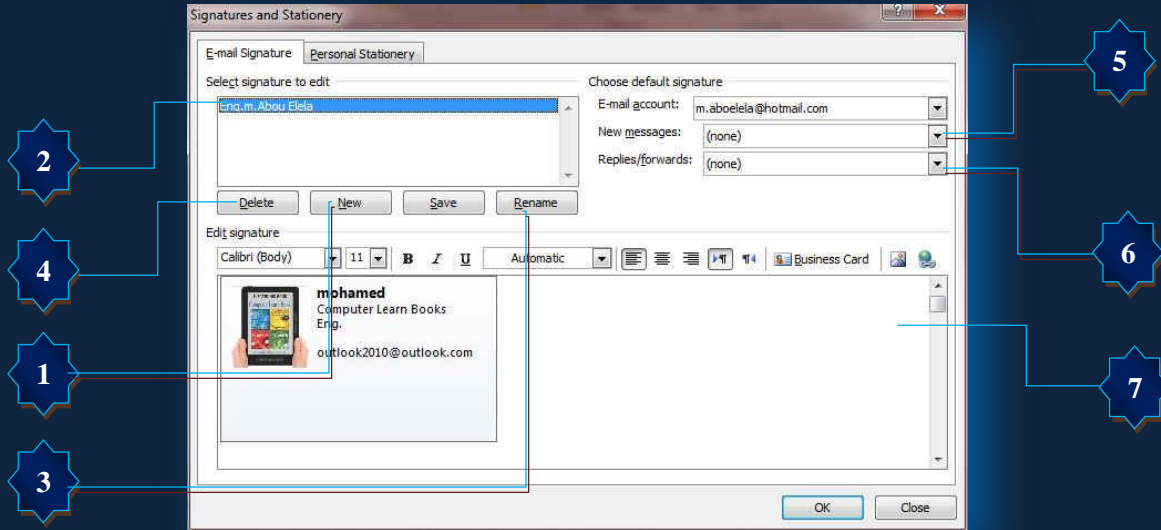 Signatures and Stationery
E-mail Signature Personal Stationery
Select signature to edit
Choose default signature
Eng.m.Abou Elela
E-mail account: m.aboelela@hotmail.com
New messages: (none)
Replies/forwards: (none)
Delete New Save Rename
Edit signature
Calibri (Body) 11 B I U Automatic Business Card
mohamed
Computer Learn Books
Eng.
outlook2010@outlook.com
OK Close
2
4
1
3
5
6
7